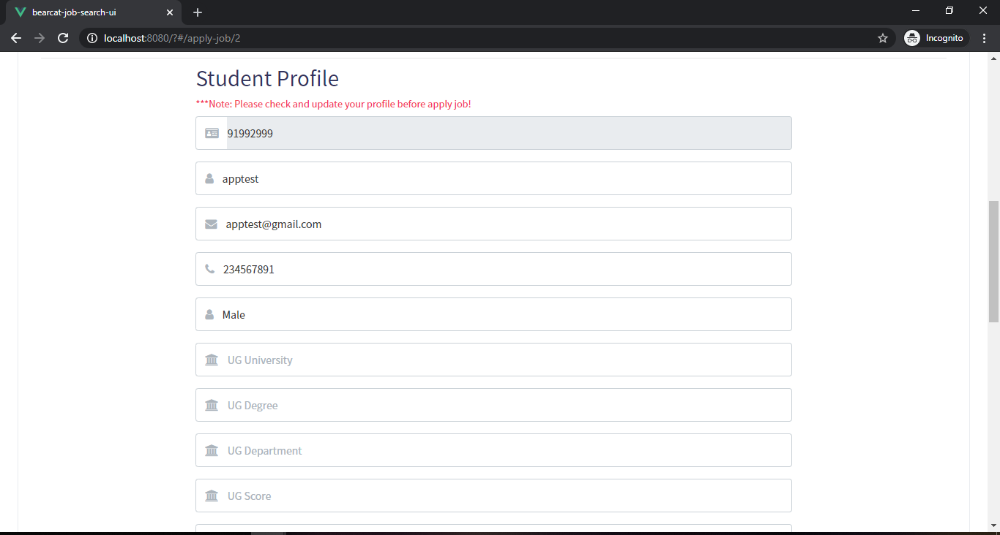 bearcat-job-search-ui
localhost:8080/?#/apply-job/2
Incognito
Student Profile
***Note: Please check and update your profile before apply job!
91992999
apptest
apptest@gmail.com
234567891
Male
UG University
UG Degree
UG Department
UG Score